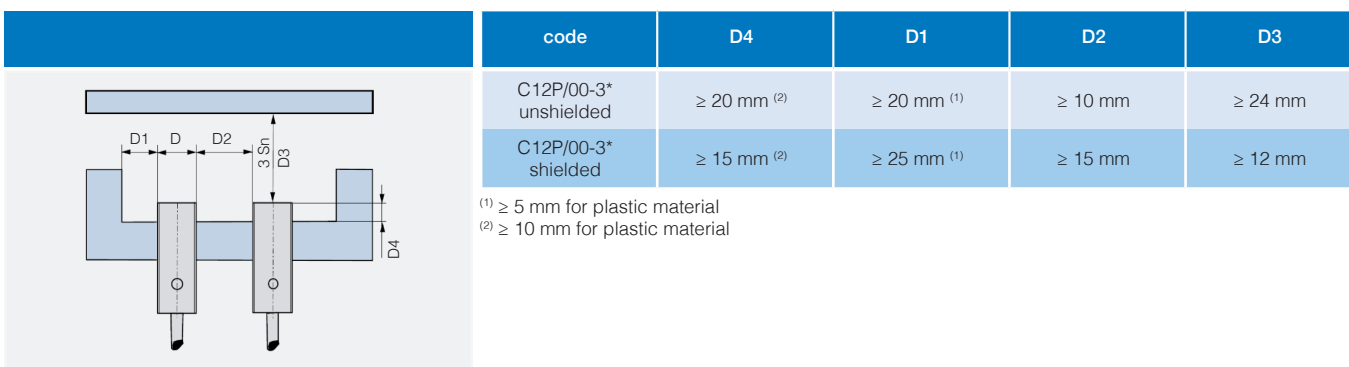 code D4 D1 D2 D3
C12P/00-3*
unshielded
≥ 20 mm (2) ≥ 20 mm (1) ≥ 10 mm ≥ 24 mm
C12P/00-3*
shielded
≥ 15 mm (2) ≥ 25 mm (1) ≥ 15 mm ≥ 12 mm
(1) ≥ 5 mm for plastic material
(2) ≥ 10 mm for plastic material
D1 D D2
3 Sn
D3
D4